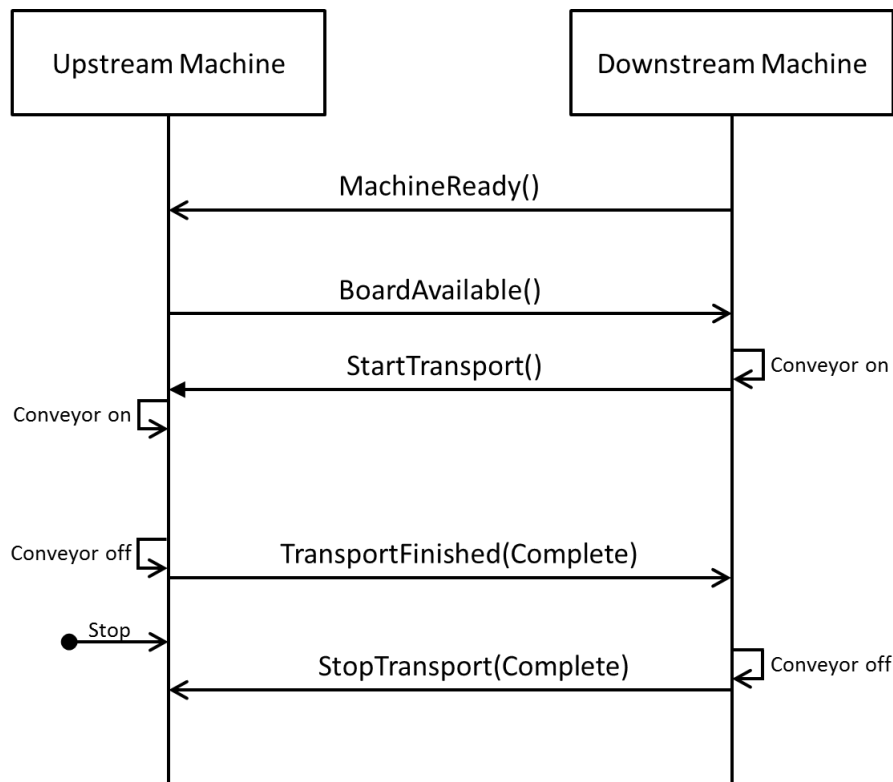 Upstream Machine
Downstream Machine
MachineReady()
BoardAvailable()
Conveyor on
StartTransport()
Conveyor on
Conveyor off
TransportFinished(Complete)
Stop
StopTransport(Complete)
Conveyor off